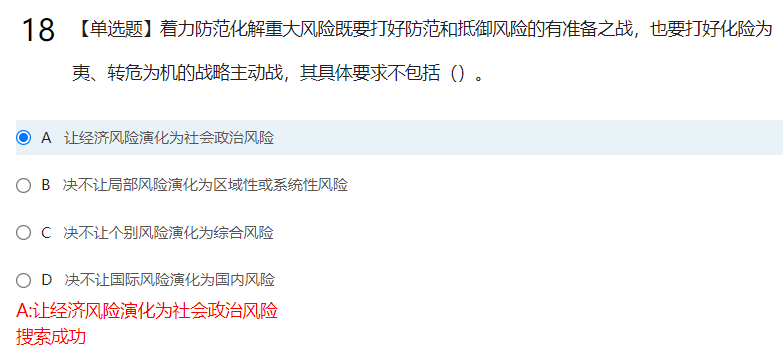 18 【单选题】着力防范化解重大风险既要打好防范和抵御风险的有准备之战，也要打好化险为
夷、转危为机的战略主动战，其具体要求不包括（）。
A 让经济风险演化为社会政治风险
B 决不让局部风险演化为区域性或系统性风险
C 决不让个别风险演化为综合风险
D 决不让国际风险演化为国内风险
A:让经济风险演化为社会政治风险
搜索成功